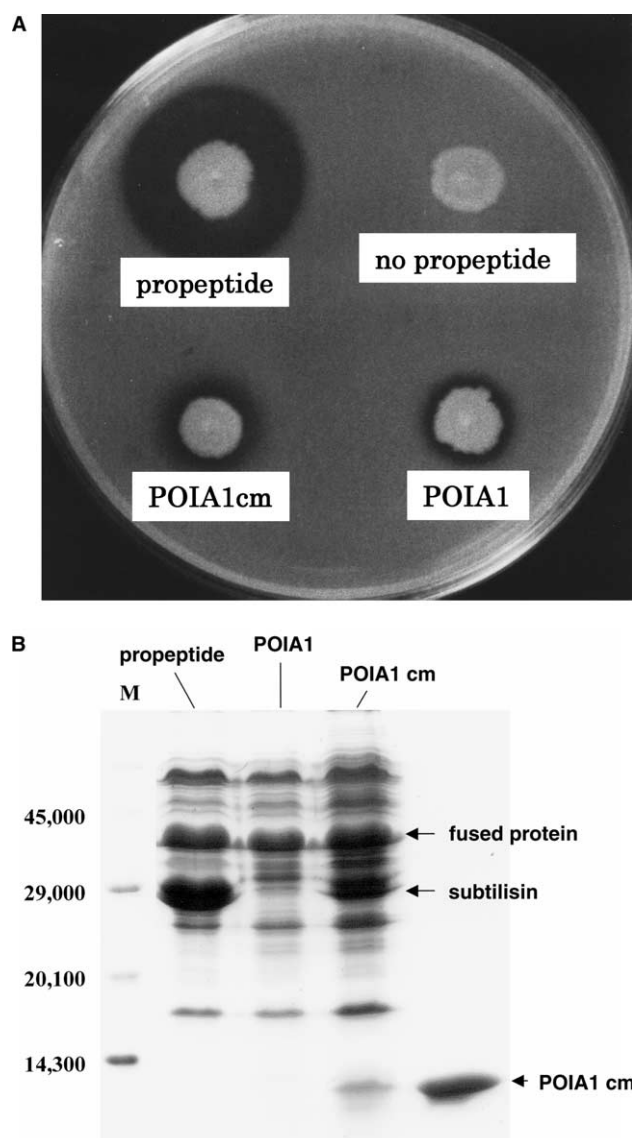 A
propeptide
no propeptide
POIA1cm
POIA1
B
propeptide
POIA1
POIA1 cm
M
45,000
fused protein
29,000
subtilisin
20,100
14,300
POIA1 cm